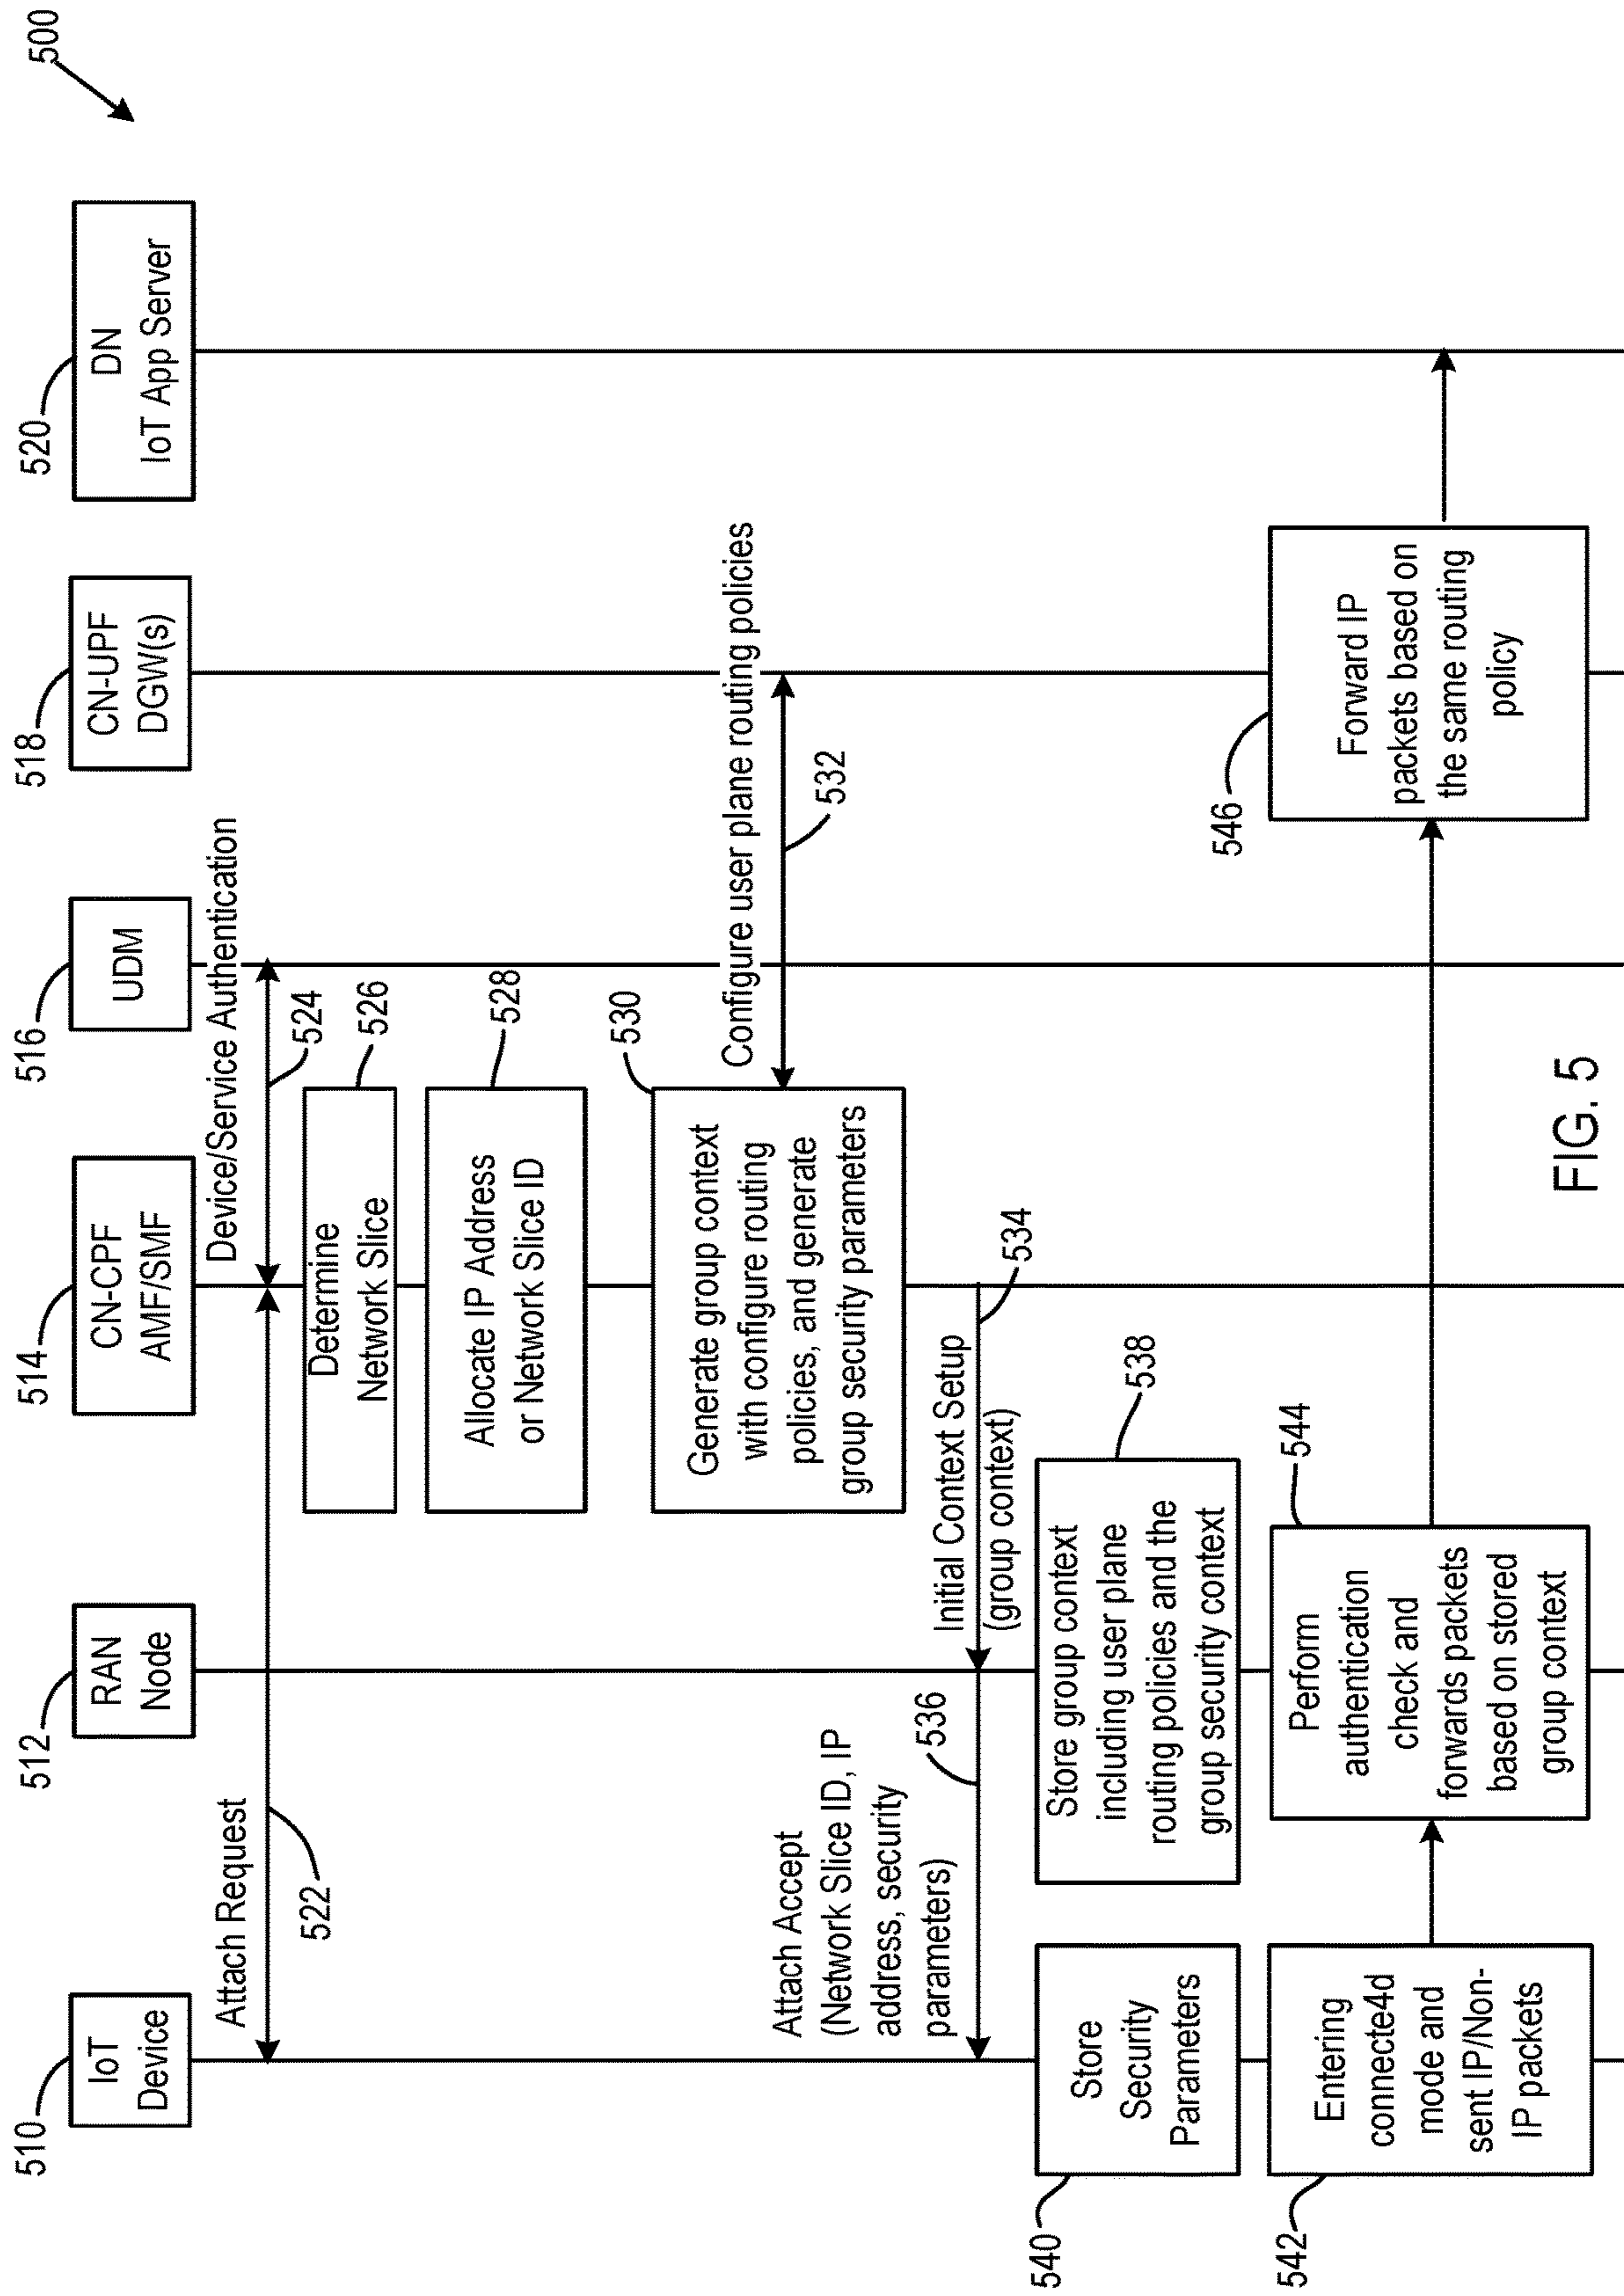 500
510
IoT
Device
512
RAN
Node
514
CN-CPF
AMF/SMF
516
UDM
518
CN-UPF
DGW(s)
520
DN
IoT App Server
Attach Request
522
Device/Service Authentication
524
Determine
Network Slice
526
Allocate IP Address
or Network Slice ID
528
Generate group context
with configure routing
policies, and generate
group security parameters
530
Configure user plane routing policies
532
Initial Context Setup
(group context)
534
Attach Accept
(Network Slice ID, IP
address, security
parameters)
536
Store group context
including user plane
routing policies and the
group security context
538
Store
Security
Parameters
540
Entering
connecte4d
mode and
sent IP/Non-
IP packets
542
Perform
authentication
check and
forwards packets
based on stored
group context
544
Forward IP
packets based on
the same routing
policy
546
FIG. 5